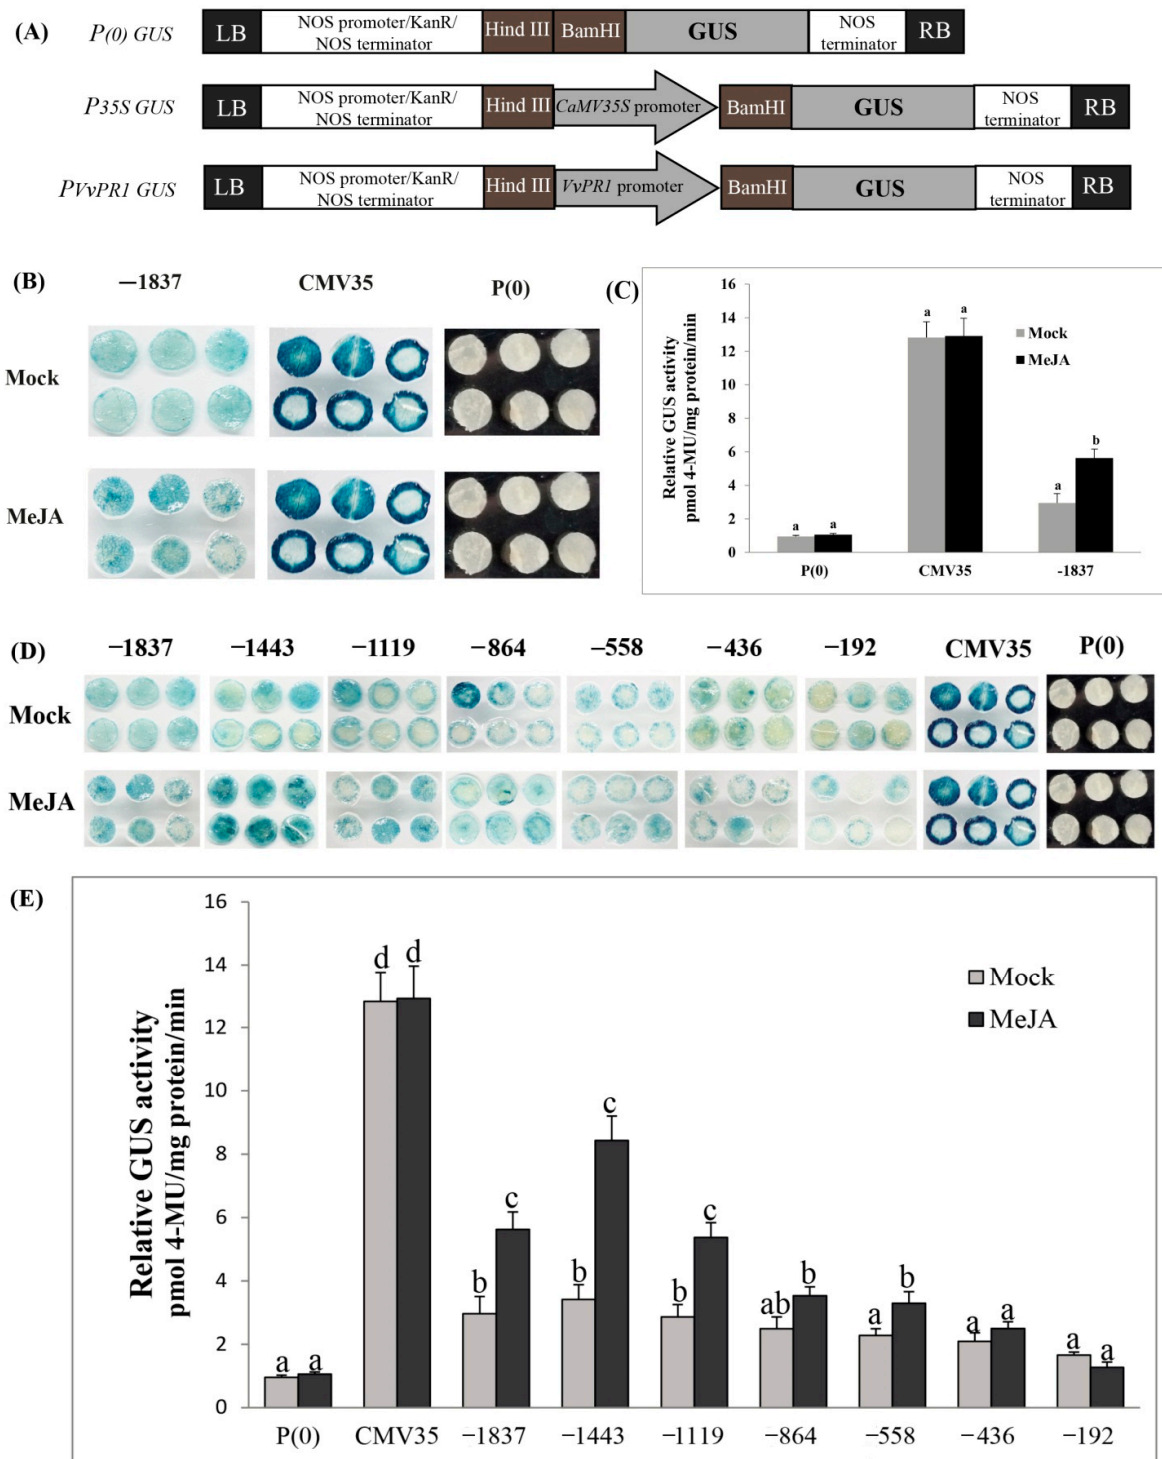 (A)
P(0) GUS
LB
NOS promoter/KanR/
NOS terminator
Hind III
BamHI
GUS
NOS
terminator
RB
P35S GUS
LB
NOS promoter/KanR/
NOS terminator
Hind III
CaMV35S promoter
BamHI
GUS
NOS
terminator
RB
PVvPR1 GUS
LB
NOS promoter/KanR/
NOS terminator
Hind III
VvPR1 promoter
BamHI
GUS
NOS
terminator
RB
(B)
−1837
CMV35
P(0)
Mock
MeJA
(C)
Relative GUS activity
pmol 4-MU/mg protein/min
16
14
12
10
8
6
4
2
0
a
a
a
a
a
b
Mock
MeJA
P(0)
CMV35
-1837
(D)
−1837
−1443
−1119
−864
−558
−436
−192
CMV35
P(0)
Mock
MeJA
(E)
Relative GUS activity
pmol 4-MU/mg protein/min
16
14
12
10
8
6
4
2
0
a
a
d
d
b
c
b
c
b
c
ab
b
a
b
a
a
a
a
Mock
MeJA
P(0)
CMV35
−1837
−1443
−1119
−864
−558
−436
−192